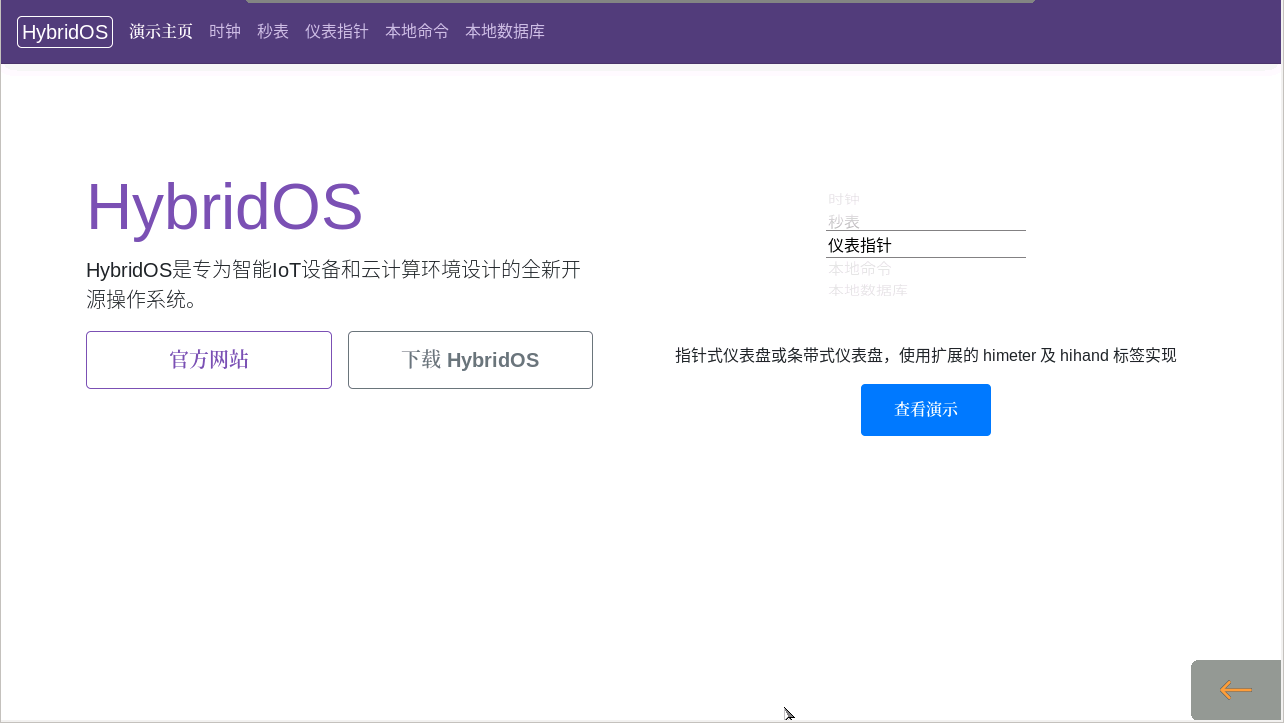 HybridOS 演示主页 时钟 秒表 仪表指针 本地命令 本地数据库
HybridOS
HybridOS是专为智能IoT设备和云计算环境设计的全新开
源操作系统。
官方网站 下载 HybridOS
时钟
秒表
仪表指针
本地命令
本地数据库
指针式仪表盘或条带式仪表盘，使用扩展的 himeter 及 hihand 标签实现
查看演示